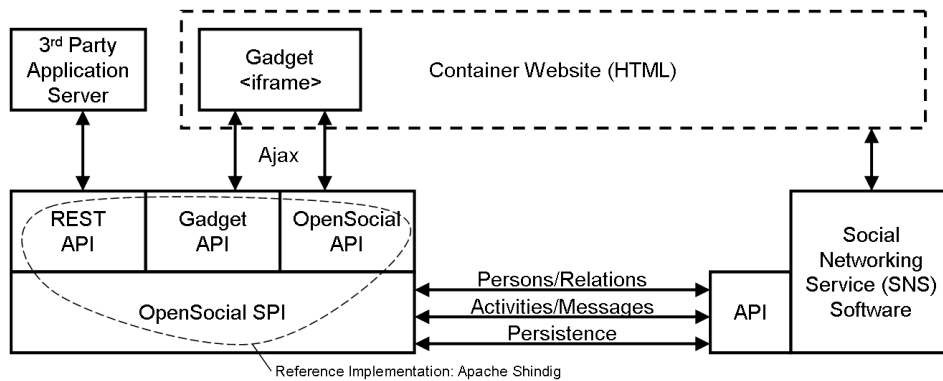 3rd Party
Application
Server
Gadget
<iframe>
Container Website (HTML)
Ajax
REST
API
Gadget
API
OpenSocial
API
OpenSocial SPI
Persons/Relations
Activities/Messages
Persistence
API
Social
Networking
Service (SNS)
Software
Reference Implementation: Apache Shindig